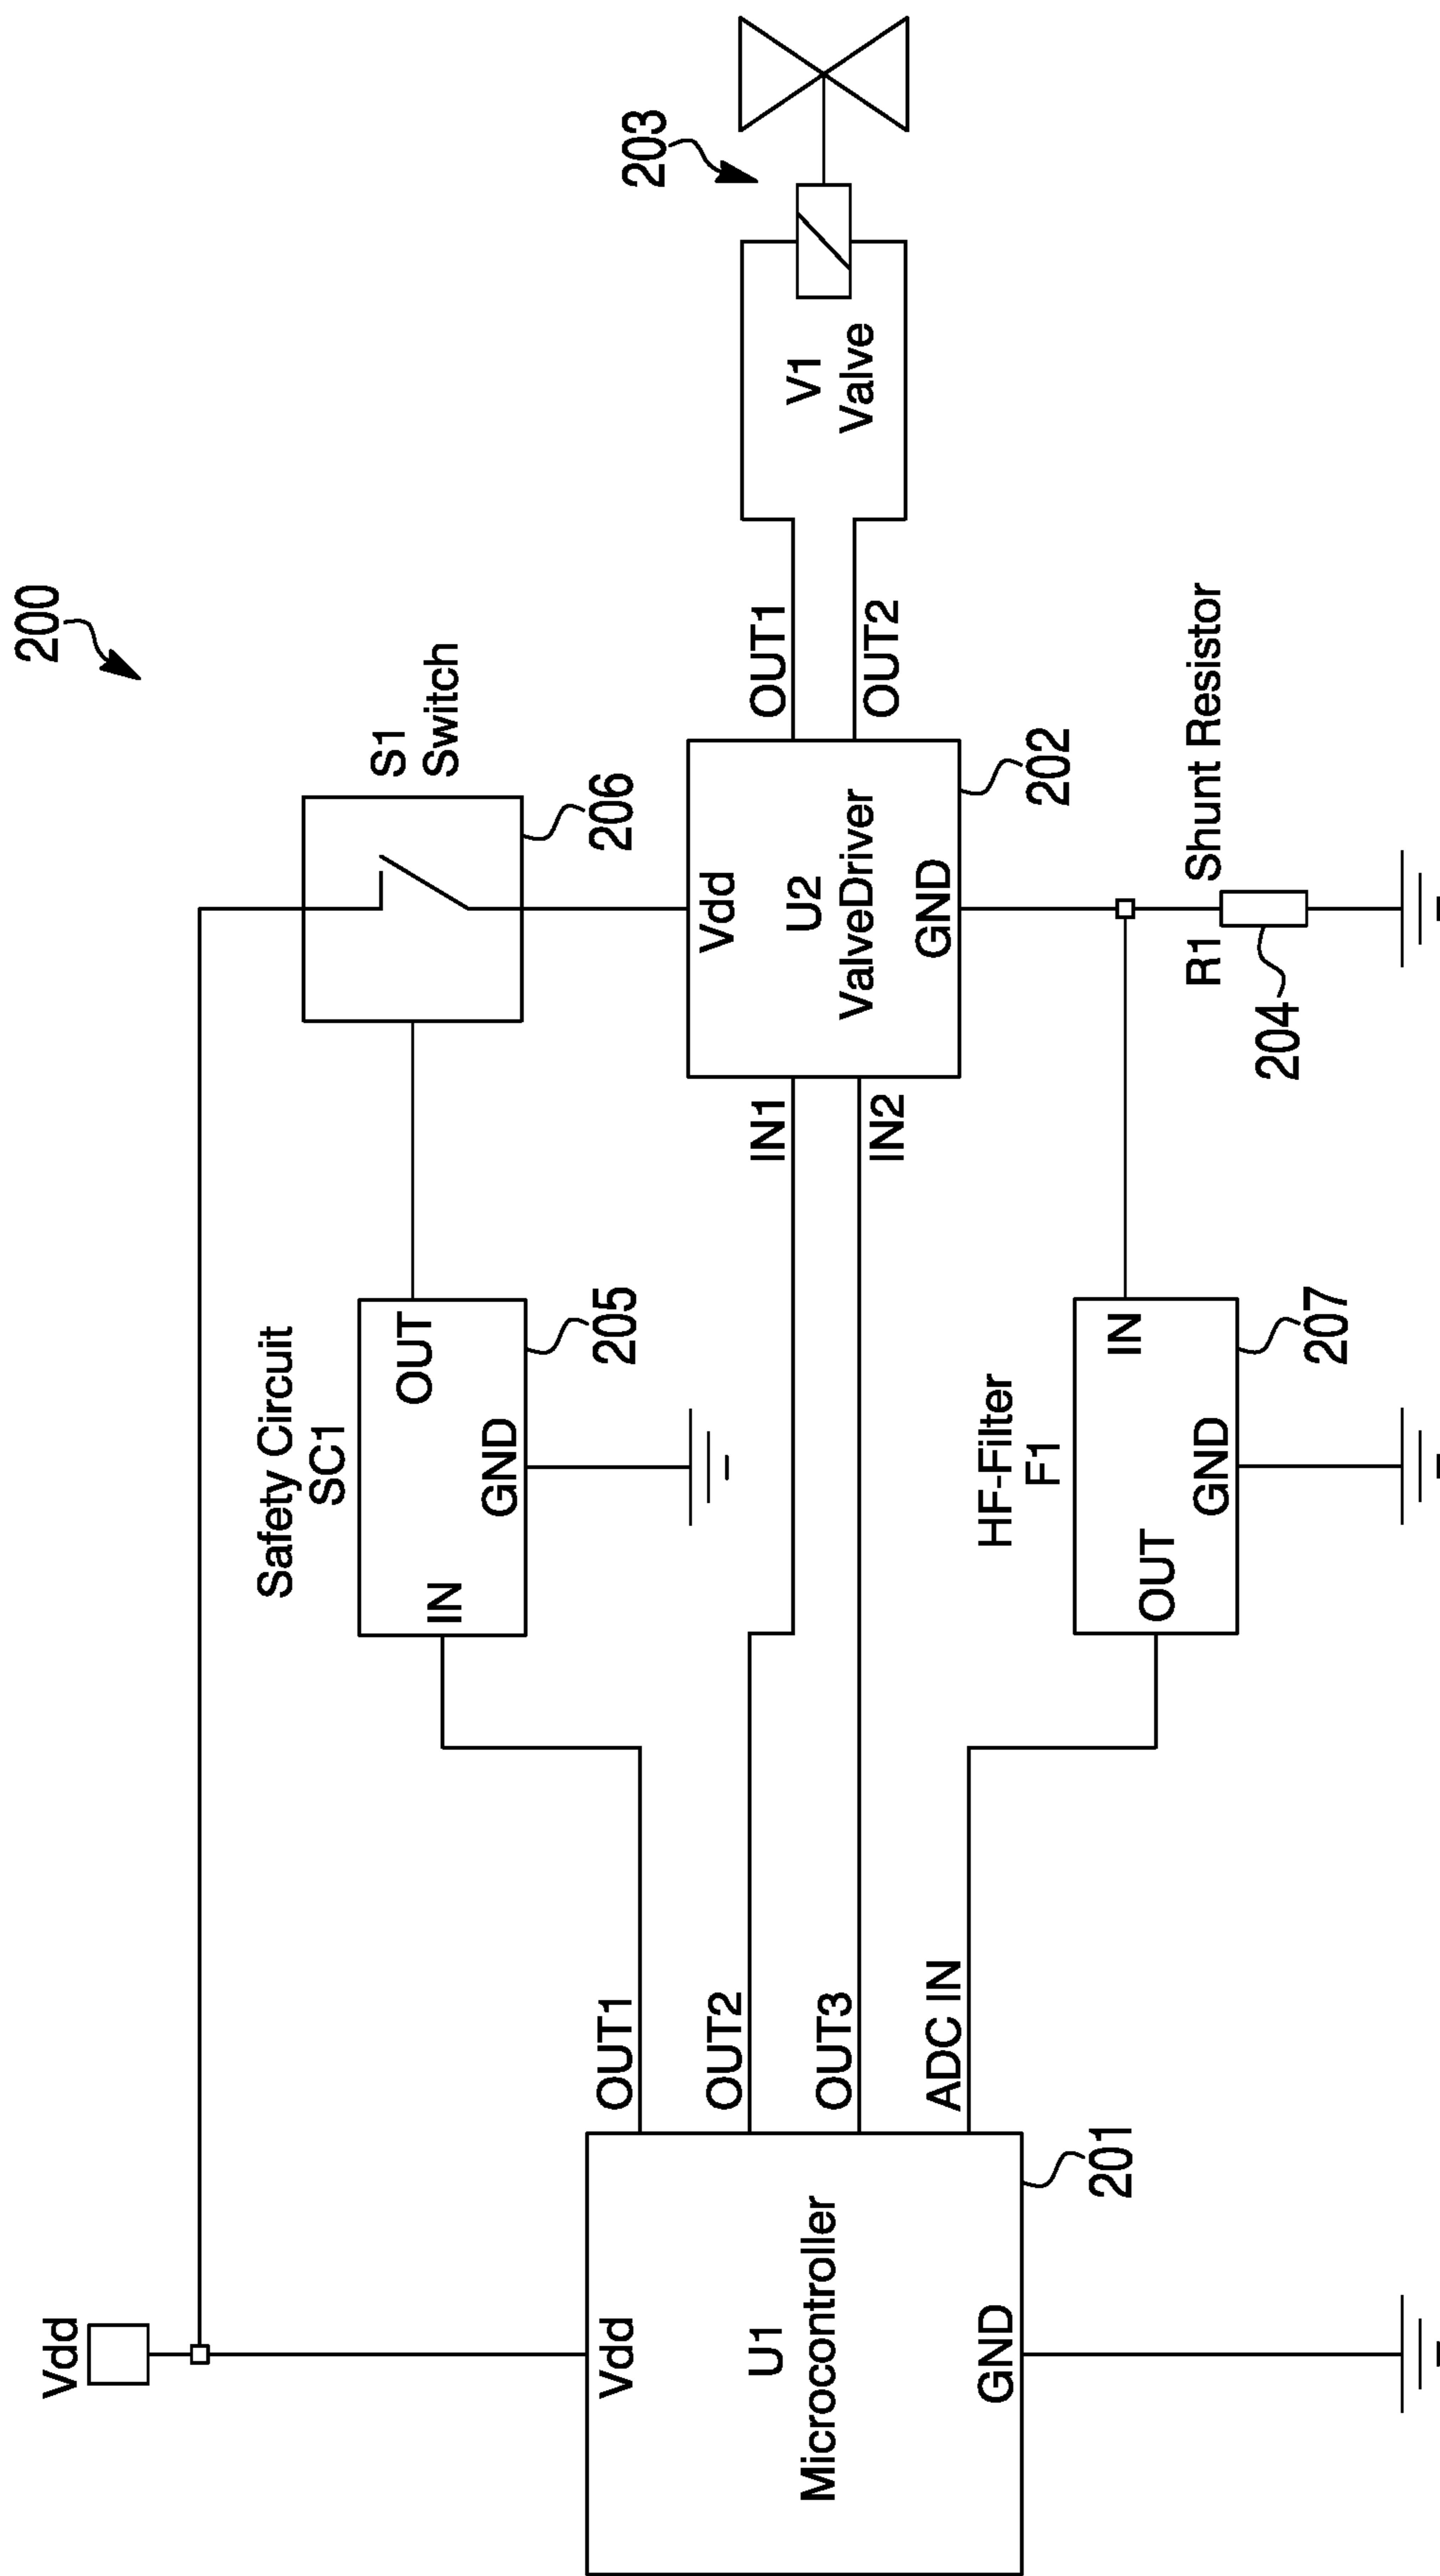 200
Vdd
S1
Switch
206
Safety Circuit
SC1
IN
OUT
GND
205
203
V1
Valve
Vdd
U1
Microcontroller
GND
201
OUT1
OUT2
OUT3
ADC IN
IN1
IN2
Vdd
U2
ValveDriver
GND
202
OUT1
OUT2
HF-Filter
F1
OUT
IN
GND
207
R1
Shunt Resistor
204